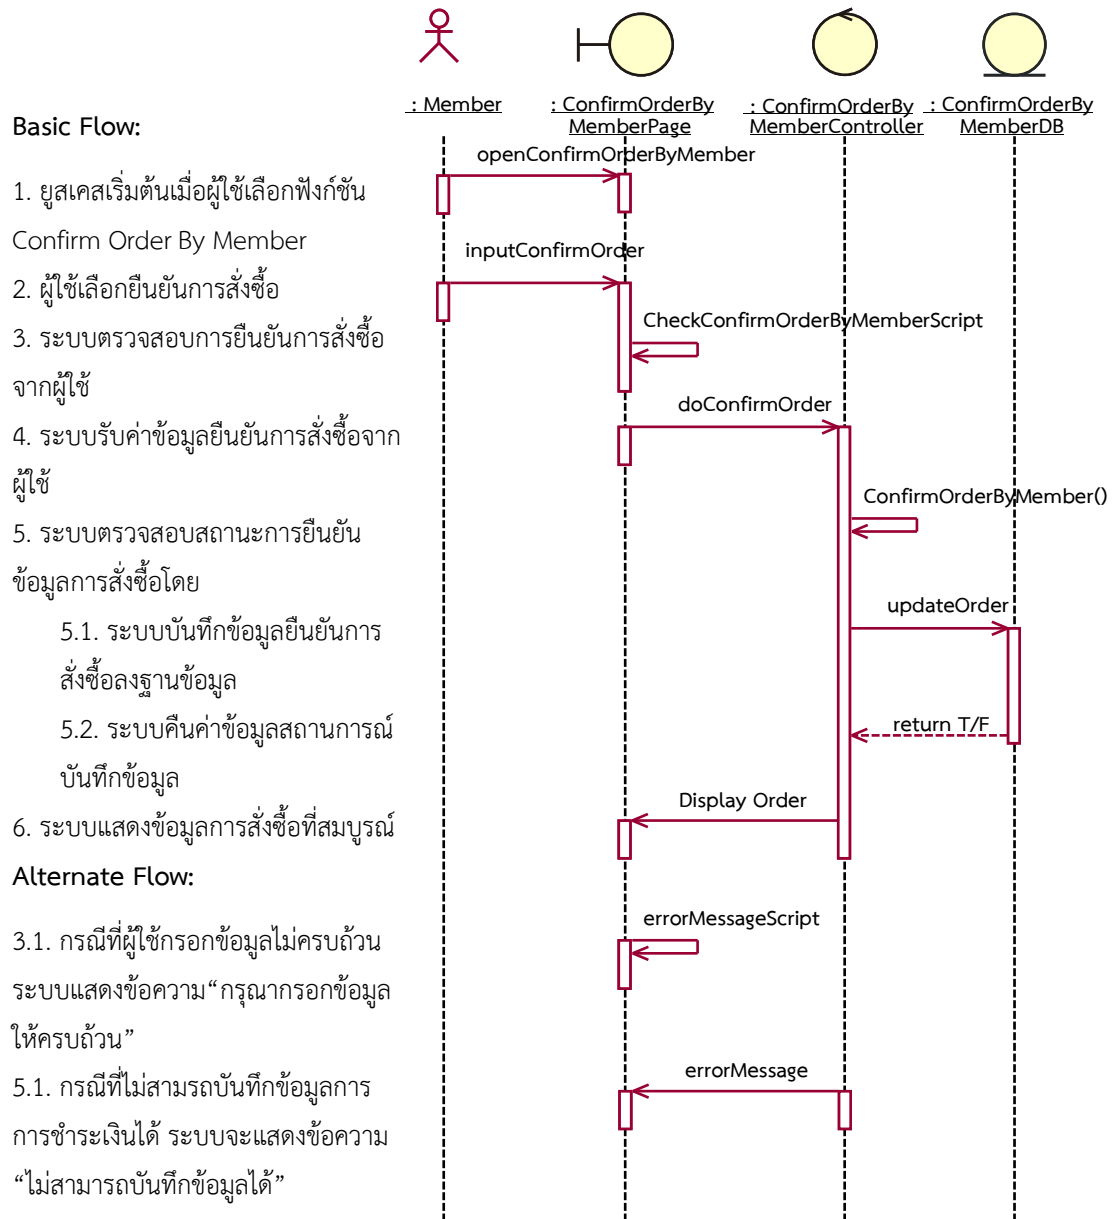 : Member
: ConfirmOrderBy
MemberPage
: ConfirmOrderBy
MemberController
: ConfirmOrderBy
MemberDB
Basic Flow:
1. ยูสเคสเริ่มต้นเมื่อผู้ใช้เลือกฟังก์ชัน
Confirm Order By Member
2. ผู้ใช้เลือกยืนยันการสั่งซื้อ
3. ระบบตรวจสอบการยืนยันการสั่งซื้อ
จากผู้ใช้
4. ระบบรับค่าข้อมูลยืนยันการสั่งซื้อจาก
ผู้ใช้
5. ระบบตรวจสอบสถานะการยืนยัน
ข้อมูลการสั่งซื้อโดย
5.1. ระบบบันทึกข้อมูลยืนยันการ
สั่งซื้อลงฐานข้อมูล
5.2. ระบบคืนค่าข้อมูลสถานการณ์
บันทึกข้อมูล
6. ระบบแสดงข้อมูลการสั่งซื้อที่สมบูรณ์
Alternate Flow:
3.1. กรณีที่ผู้ใช้กรอกข้อมูลไม่ครบถ้วน
ระบบแสดงข้อความ“กรุณากรอกข้อมูล
ให้ครบถ้วน”
5.1. กรณีที่ไม่สามรถบันทึกข้อมูลการ
การชำระเงินได้ ระบบจะแสดงข้อความ
“ไม่สามารถบันทึกข้อมูลได้”
openConfirmOrderByMember
inputConfirmOrder
CheckConfirmOrderByMemberScript
doConfirmOrder
ConfirmOrderByMember()
updateOrder
return T/F
Display Order
errorMessageScript
errorMessage